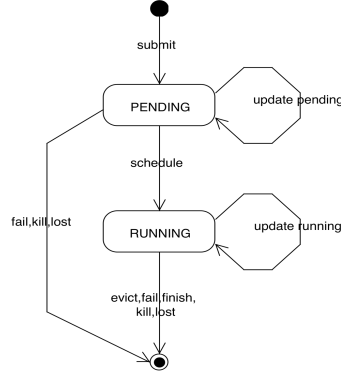 submit
PENDING
update pending
schedule
fail,kill,lost
RUNNING
update running
evict,fail,finish,
kill,lost